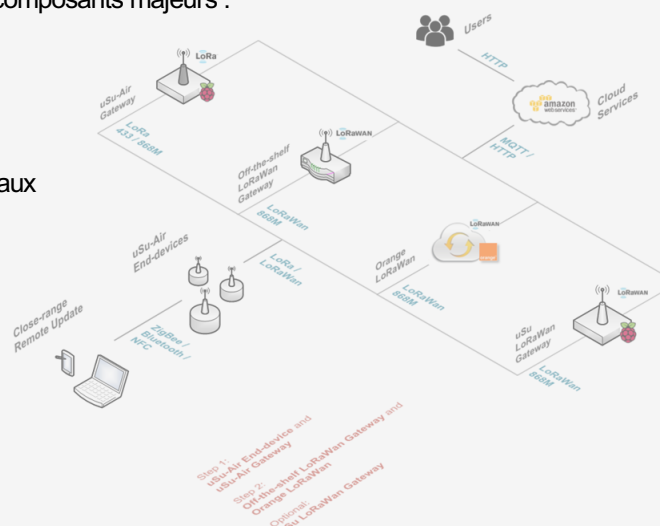 composants majeurs :
Users
HTTP
amazon
web services
Cloud
Services
MQTT /
HTTP
LoRa
uSu-Air
Gateway
LoRa
433 / 868M
LoRaWAN
Off-the-shelf
LoRaWan
Gateway
LoRaWan
868M
aux
LoRaWAN
orange
Orange
LoRaWan
LoRaWan
868M
uSu-Air
End-devices
LoRa /
LoRaWan
LoRaWAN
uSu
LoRaWan
Gateway
LoRaWan
868M
Close-range
Remote Update
ZigBee /
Bluetooth /
NFC
Step 1:
uSu-Air End-device and
uSu-Air Gateway
Step 2:
Off-the-shelf LoRaWan Gateway and
Orange LoRaWan
Optional:
uSu LoRaWan Gateway